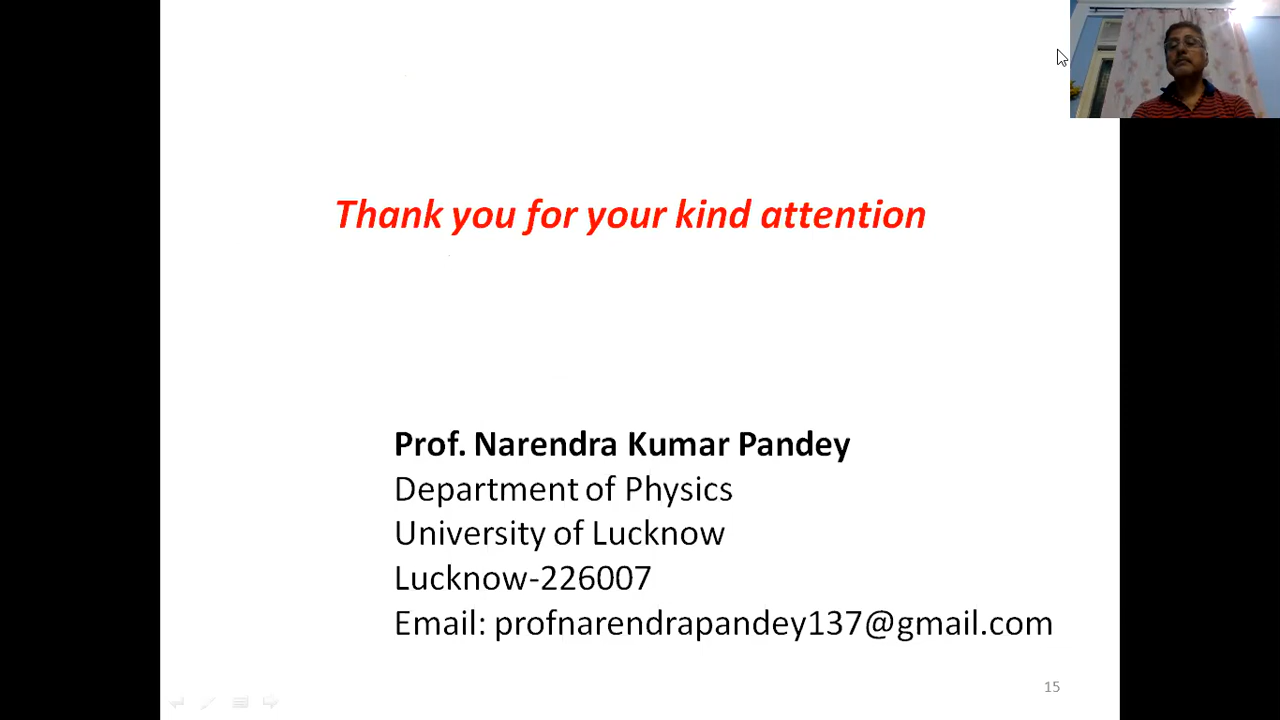 Thank you for your kind attention
Prof. Narendra Kumar Pandey
Department of Physics
University of Lucknow
Lucknow-226007
Email: profnarendrapandey137@gmail.com
15